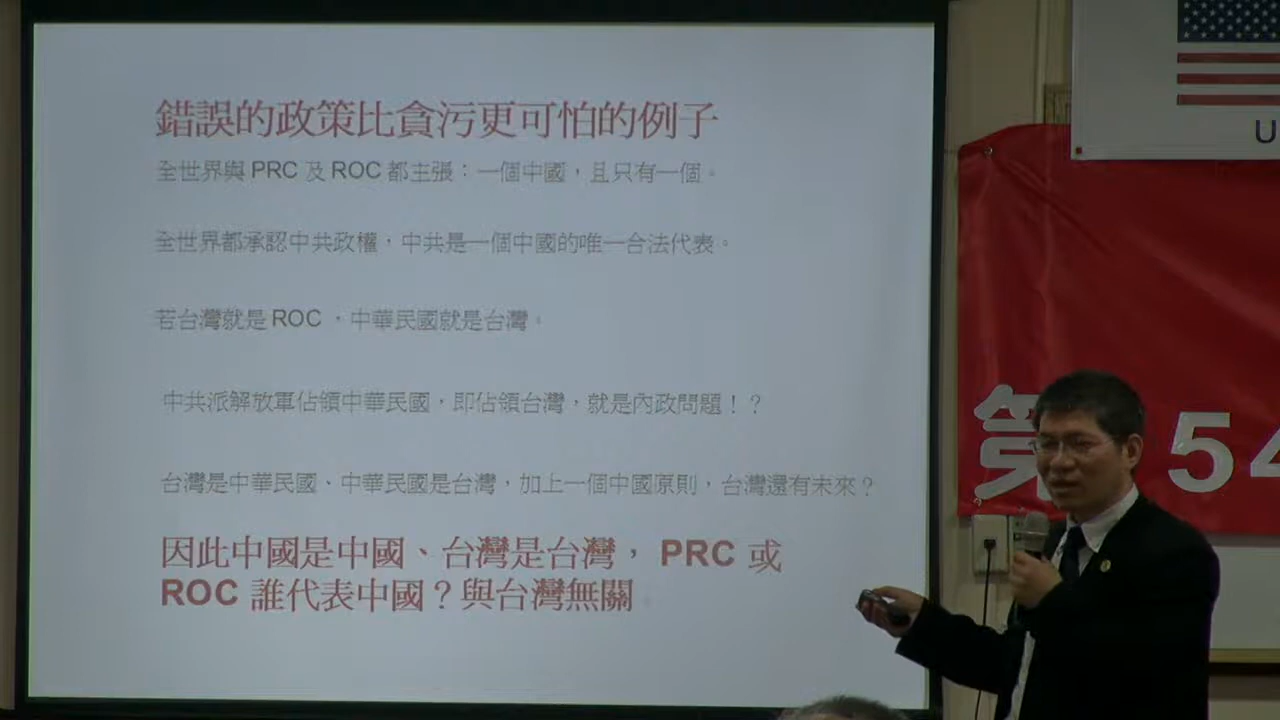 錯誤的政策比貪污更可怕的例子
全世界與 PRC 及 ROC 都主張：一個中國，且只有一個。
全世界都承認中共政權，中共是一個中國的唯一合法代表。
若台灣就是 ROC ，中華民國就是台灣。
中共派解放軍佔領中華民國，即佔領台灣，就是內政問題！？
台灣是中華民國、中華民國是台灣，加上一個中國原則，台灣還有未來？
因此中國是中國、台灣是台灣， PRC 或
ROC 誰代表中國？與台灣無關
U
第 54